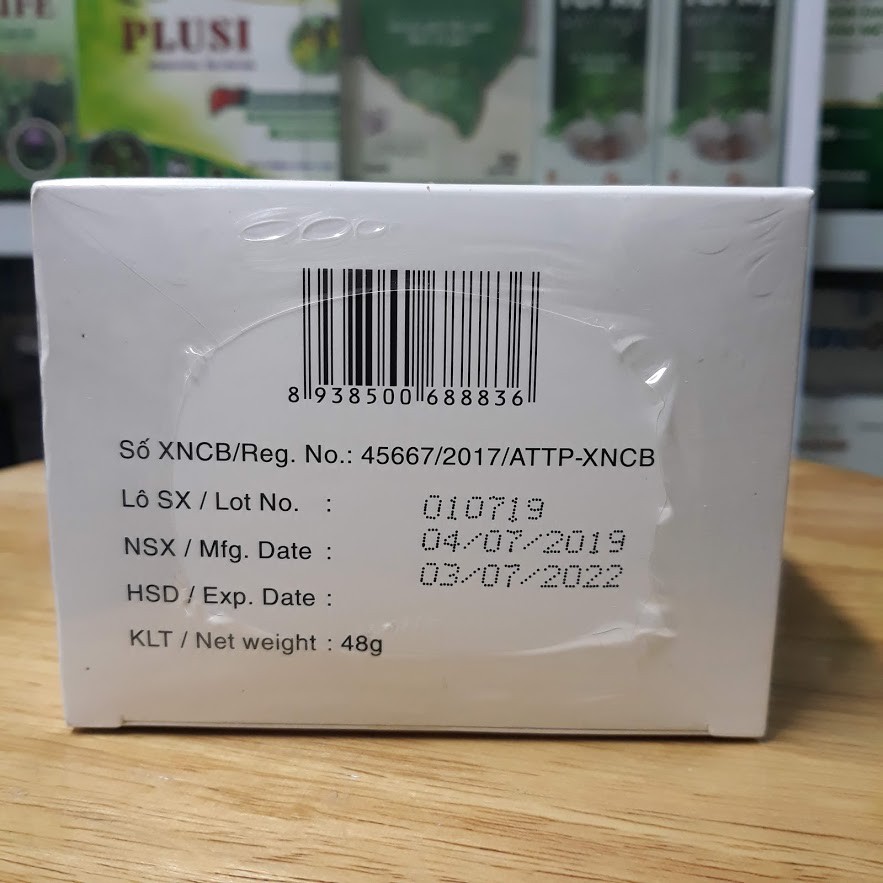 IFE
PLUSI
8 938500 688836
Số XNCB/Reg. No.: 45667/2017/ATTP-XNCB
Lô SX / Lot No. : 010719
NSX / Mfg. Date : 04/07/2019
HSD / Exp. Date : 03/07/2022
KLT / Net weight : 48g